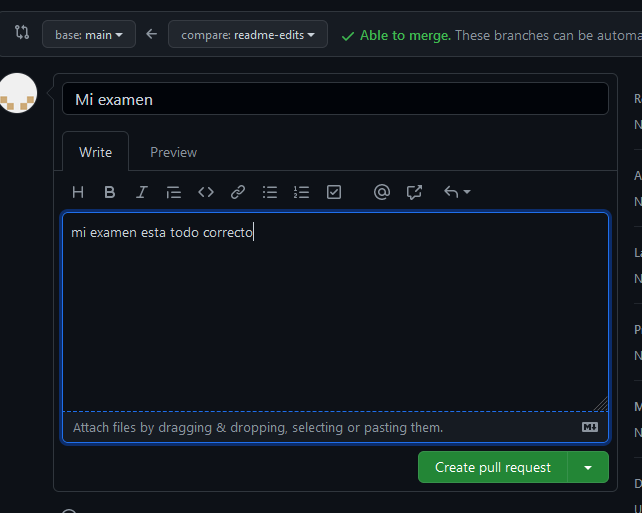 base: main
compare: readme-edits
Able to merge. These branches can be automa
Mi examen
Write
Preview
mi examen esta todo correcto
Attach files by dragging & dropping, selecting or pasting them.
Create pull request